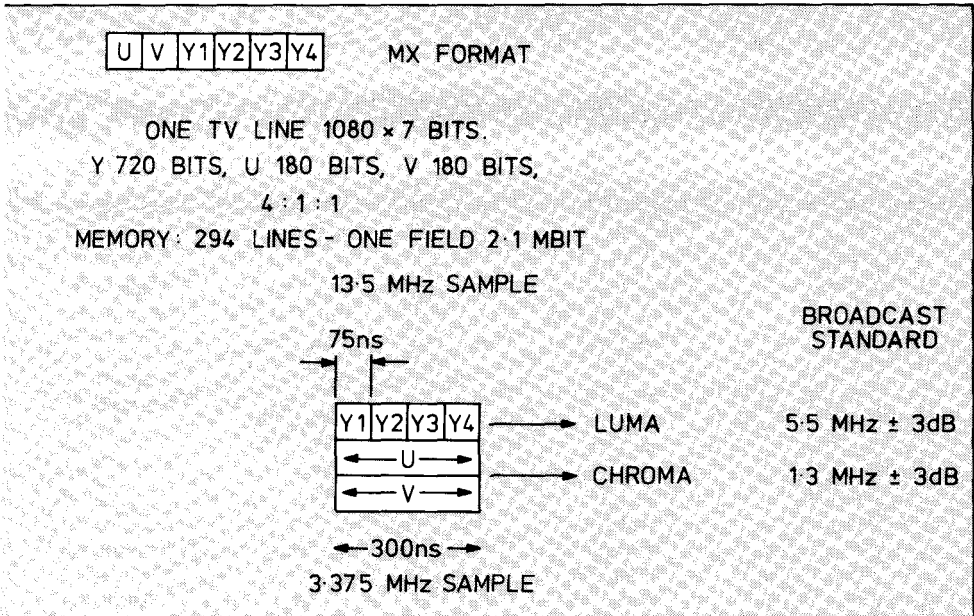 U V Y1 Y2 Y3 Y4 MX FORMAT
ONE TV LINE 1080 × 7 BITS.
Y 720 BITS, U 180 BITS, V 180 BITS,
4:1:1
MEMORY: 294 LINES - ONE FIELD 2·1 MBIT
13·5 MHz SAMPLE
BROADCAST
STANDARD
75ns
Y1 Y2 Y3 Y4 LUMA 5·5 MHz ± 3dB
U
CHROMA 1·3 MHz ± 3dB
V
300ns
3·375 MHz SAMPLE